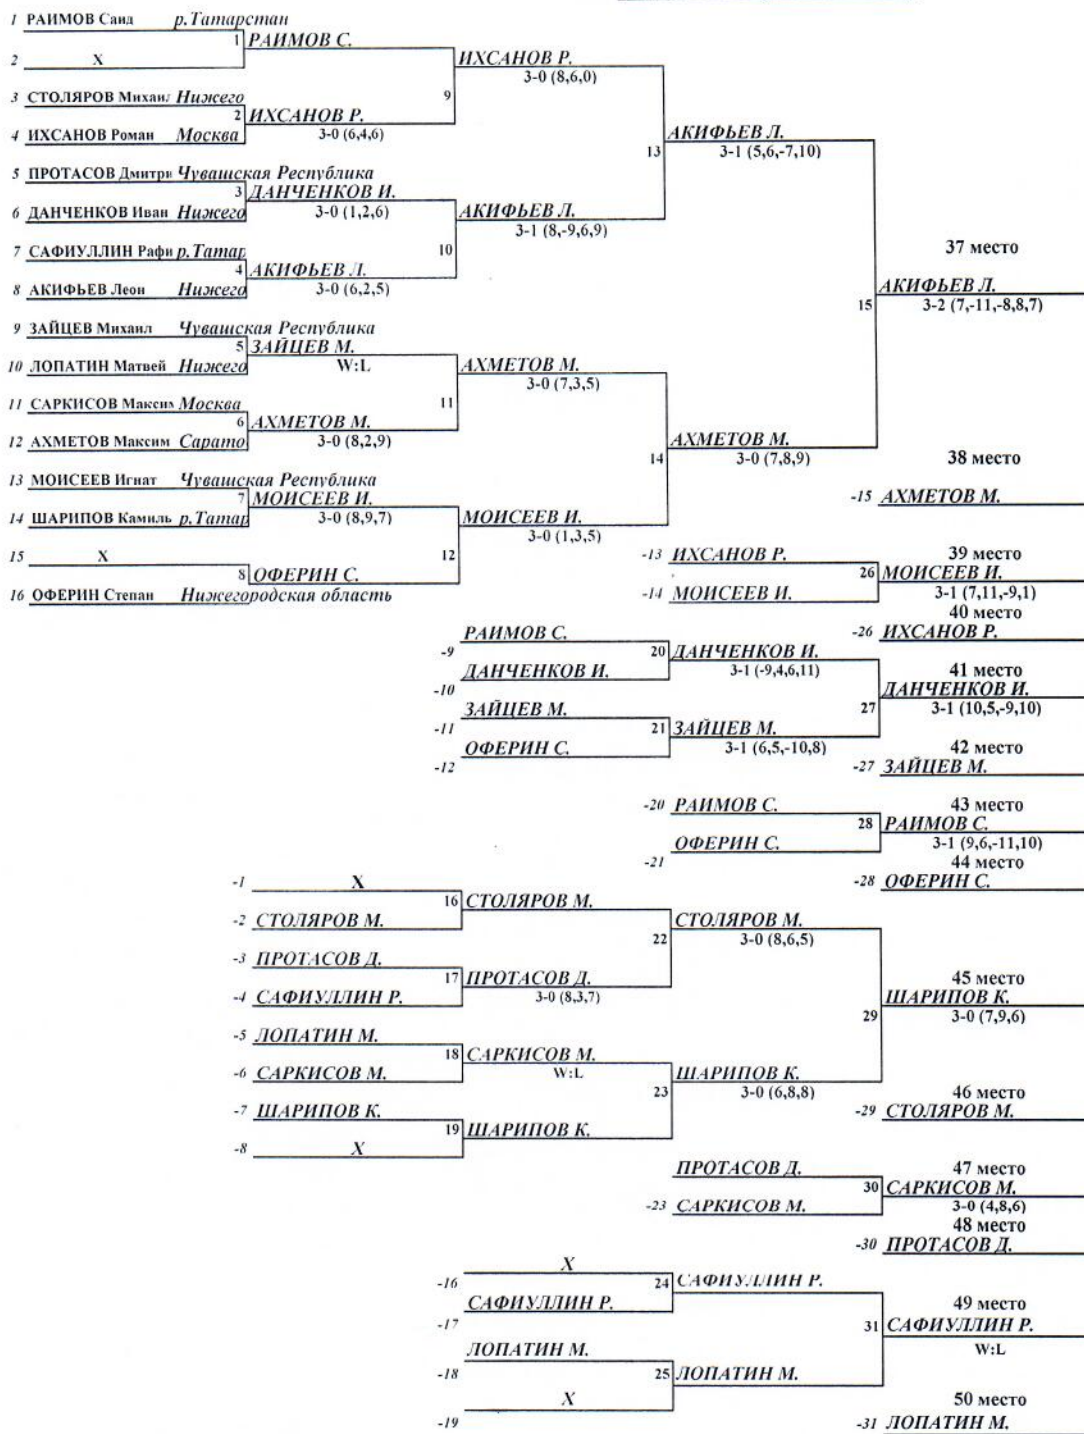 1 РАИМОВ Саид р.Татарстан
1 РАИМОВ С.
2 X
ИХСАНОВ Р.
3-0 (8,6,0)
9
3 СТОЛЯРОВ Михаил Нижего
2 ИХСАНОВ Р.
4 ИХСАНОВ Роман Москва
3-0 (6,4,6)
АКИФЬЕВ Л.
13 3-1 (5,6,-7,10)
5 ПРОТАСОВ Дмитри Чувашская Республика
3 ДАНЧЕНКОВ И.
6 ДАНЧЕНКОВ Иван Нижего
3-0 (1,2,6)
АКИФЬЕВ Л.
3-1 (8,-9,6,9)
10
7 САФИУЛЛИН Рафи р.Татар
37 место
4 АКИФЬЕВ Л.
8 АКИФЬЕВ Леон Нижего
3-0 (6,2,5)
АКИФЬЕВ Л.
15 3-2 (7,-11,-8,8,7)
9 ЗАЙЦЕВ Михаил Чувашская Республика
5 ЗАЙЦЕВ М.
10 ЛОПАТИН Матвей Нижего
W:L
АХМЕТОВ М.
3-0 (7,3,5)
11
11 САРКИСОВ Максим Москва
6 АХМЕТОВ М.
12 АХМЕТОВ Максим Сарато
3-0 (8,2,9)
АХМЕТОВ М.
14 3-0 (7,8,9)
38 место
13 МОИСЕЕВ Игнат Чувашская Республика
7 МОИСЕЕВ И.
-15 АХМЕТОВ М.
14 ШАРИПОВ Камиль р.Татар
3-0 (8,9,7)
МОИСЕЕВ И.
3-0 (1,3,5)
12
15 X
8 ОФЕРИН С.
16 ОФЕРИН Степан Нижегородская область
-13 ИХСАНОВ Р.
39 место
26 МОИСЕЕВ И.
-14 МОИСЕЕВ И.
3-1 (7,11,-9,1)
40 место
-26 ИХСАНОВ Р.
-9 РАИМОВ С.
20 ДАНЧЕНКОВ И.
3-1 (-9,4,6,11)
-10 ДАНЧЕНКОВ И.
41 место
ДАНЧЕНКОВ И.
27 3-1 (10,5,-9,10)
-11 ЗАЙЦЕВ М.
21 ЗАЙЦЕВ М.
3-1 (6,5,-10,8)
-12 ОФЕРИН С.
42 место
-27 ЗАЙЦЕВ М.
-20 РАИМОВ С.
43 место
28 РАИМОВ С.
3-1 (9,6,-11,10)
-21 ОФЕРИН С.
44 место
-28 ОФЕРИН С.
-1 X
16 СТОЛЯРОВ М.
-2 СТОЛЯРОВ М.
СТОЛЯРОВ М.
22 3-0 (8,6,5)
-3 ПРОТАСОВ Д.
17 ПРОТАСОВ Д.
-4 САФИУЛЛИН Р.
3-0 (8,3,7)
45 место
ШАРИПОВ К.
29 3-0 (7,9,6)
-5 ЛОПАТИН М.
18 САРКИСОВ М.
-6 САРКИСОВ М.
W:L
ШАРИПОВ К.
23 3-0 (6,8,8)
46 место
-29 СТОЛЯРОВ М.
-7 ШАРИПОВ К.
19 ШАРИПОВ К.
-8 X
ПРОТАСОВ Д.
47 место
30 САРКИСОВ М.
-23 САРКИСОВ М.
3-0 (4,8,6)
48 место
-30 ПРОТАСОВ Д.
-16 X
24 САФИУЛЛИН Р.
-17 САФИУЛЛИН Р.
49 место
31 САФИУЛЛИН Р.
W:L
-18 ЛОПАТИН М.
25 ЛОПАТИН М.
-19 X
50 место
-31 ЛОПАТИН М.